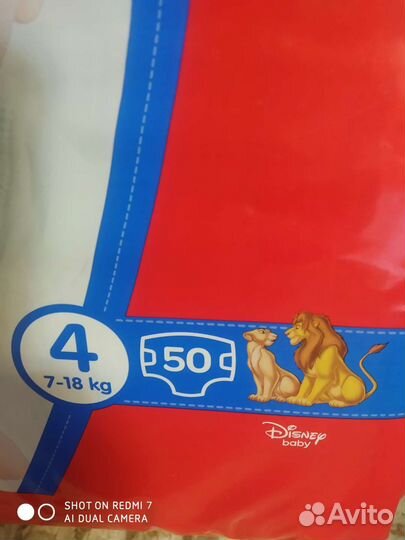 4
7-18 kg
50
Disney
baby
SHOT ON REDMI 7
AI DUAL CAMERA
Avito